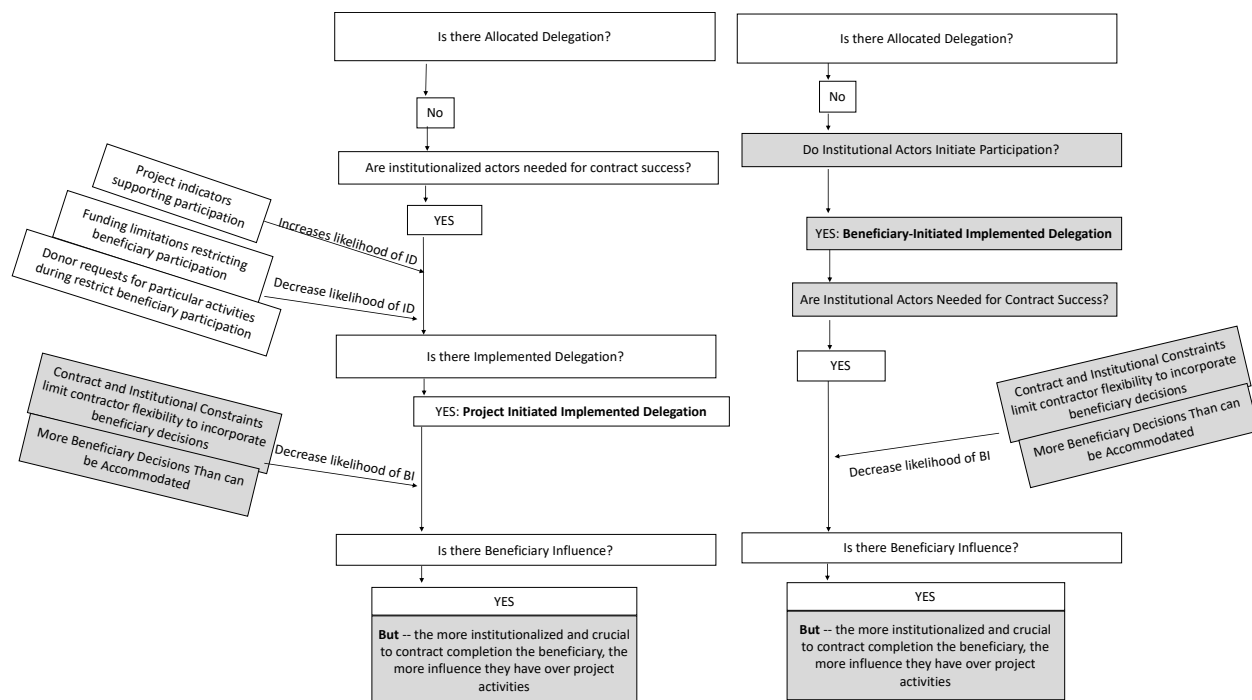 Is there Allocated Delegation?
No
Are institutionalized actors needed for contract success?
Project indicators
supporting participation
YES
Increases likelihood of ID
Funding limitations restricting
beneficiary participation
Donor requests for particular activities
during restrict beneficiary participation
Decrease likelihood of ID
Is there Implemented Delegation?
YES: Project Initiated Implemented Delegation
Contract and Institutional Constraints
limit contractor flexibility to incorporate
beneficiary decisions
More Beneficiary Decisions Than can
be Accommodated
Decrease likelihood of BI
Is there Beneficiary Influence?
YES
But -- the more institutionalized and crucial
to contract completion the beneficiary, the
more influence they have over project
activities
Is there Allocated Delegation?
No
Do Institutional Actors Initiate Participation?
YES: Beneficiary-Initiated Implemented Delegation
Are Institutional Actors Needed for Contract Success?
YES
Contract and Institutional Constraints
limit contractor flexibility to incorporate
beneficiary decisions
More Beneficiary Decisions Than can
be Accommodated
Decrease likelihood of BI
Is there Beneficiary Influence?
YES
But -- the more institutionalized and crucial
to contract completion the beneficiary, the
more influence they have over project
activities